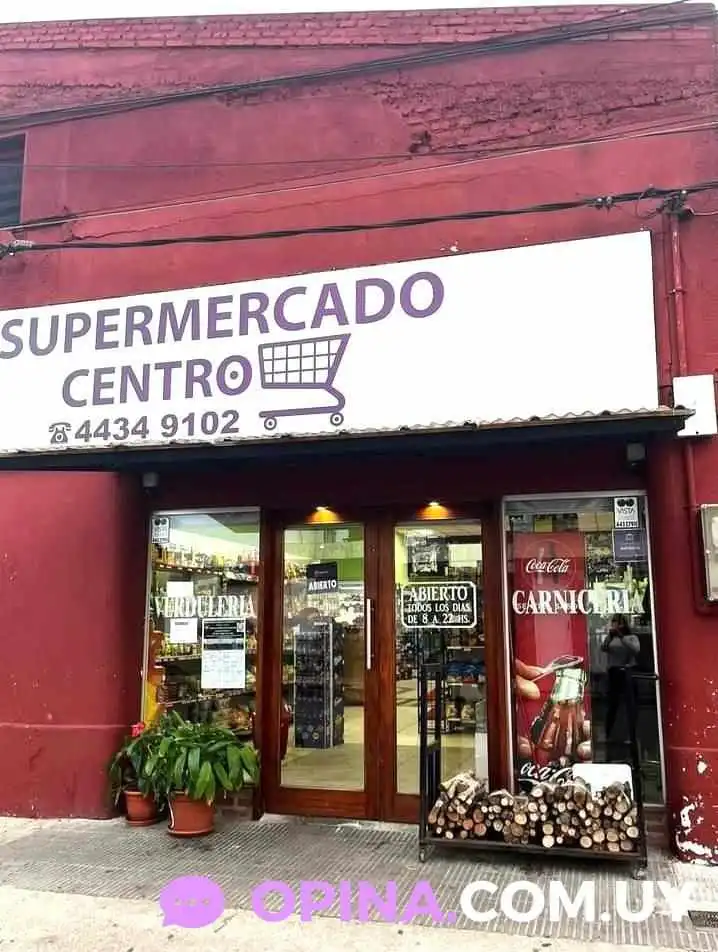 SUPERMERCADO
CENTRO
☎4434 9102
VISTA
ABIERTO
ABIERTO
TODOS LOS DIAS
DE 8 A 22 HS.
VERDULERIA
CARNICERIA
Coca-Cola
Coca-Cola
OPINA.COM.UY